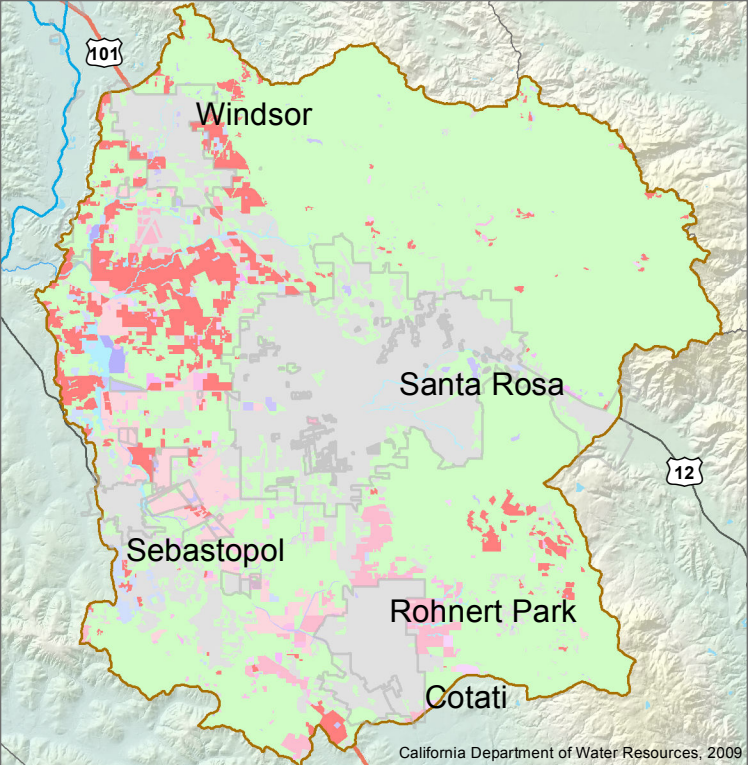 101
Windsor
Santa Rosa
12
Sebastopol
Rohnert Park
Cotati
California Department of Water Resources, 2009